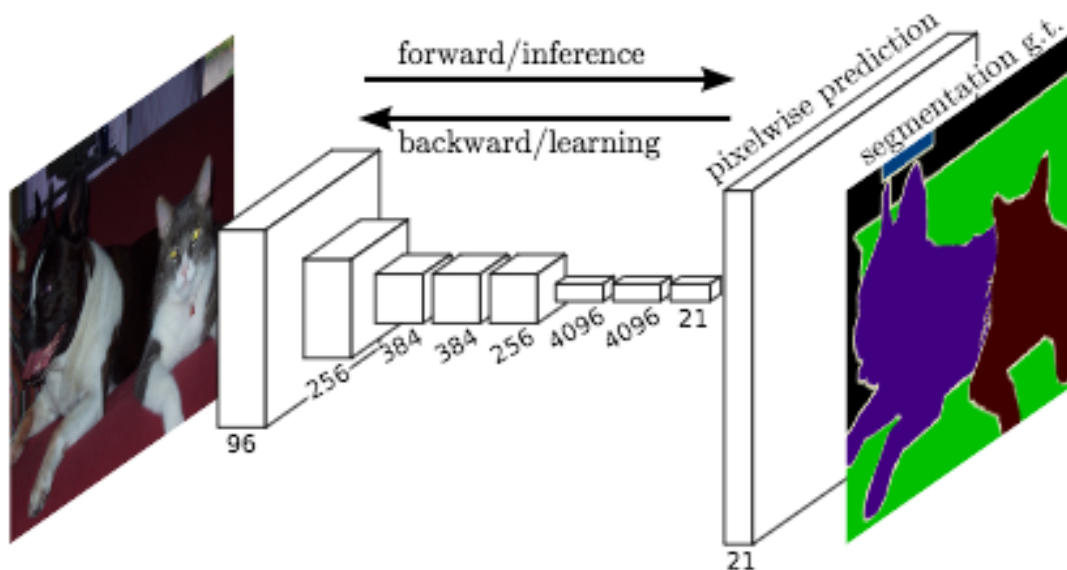 forward/inference
backward/learning
pixelwise prediction
segmentation g.t.
96
256
384
384
256
4096
4096
21
21